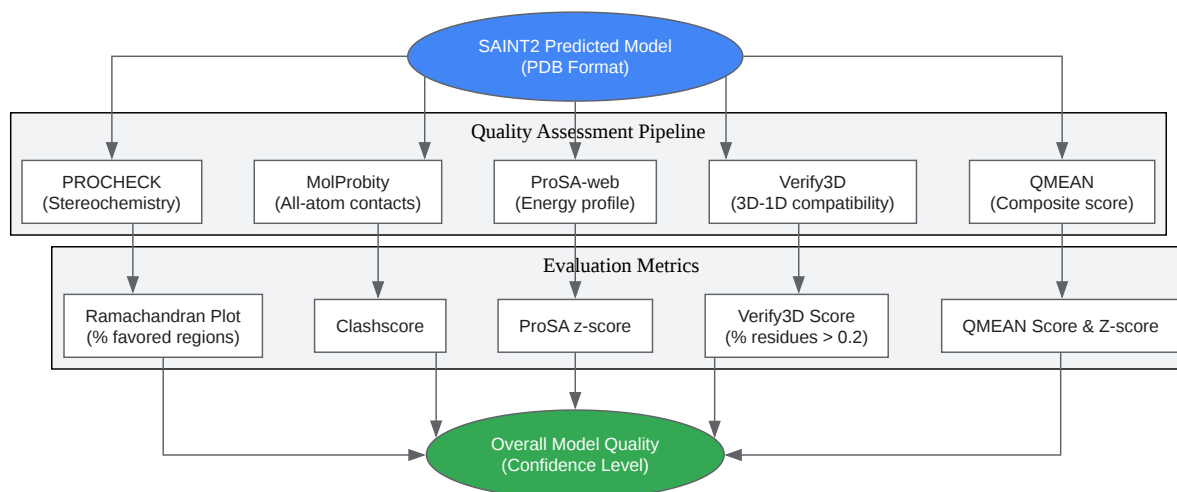 SAINT2 Predicted Model
(PDB Format)
Quality Assessment Pipeline
PROCHECK
(Stereochemistry)
MolProbity
(All-atom contacts)
ProSA-web
(Energy profile)
Verify3D
(3D-1D compatibility)
QMEAN
(Composite score)
Evaluation Metrics
Ramachandran Plot
(% favored regions)
Clashscore
ProSA z-score
Verify3D Score
(% residues > 0.2)
QMEAN Score & Z-score
Overall Model Quality
(Confidence Level)